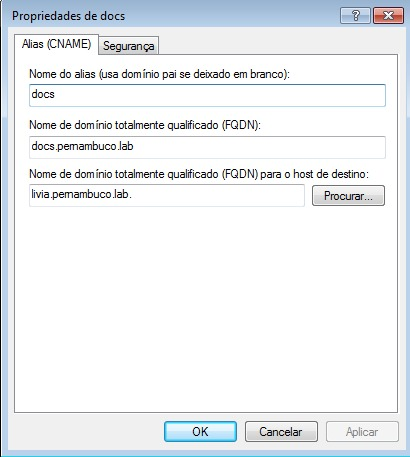 Propriedades de docs
Alias (CNAME)
Segurança
Nome do alias (usa domínio pai se deixado em branco):
docs
Nome de domínio totalmente qualificado (FQDN):
docs.pernambuco.lab
Nome de domínio totalmente qualificado (FQDN) para o host de destino:
livia.pernambuco.lab.
Procurar...
OK
Cancelar
Aplicar